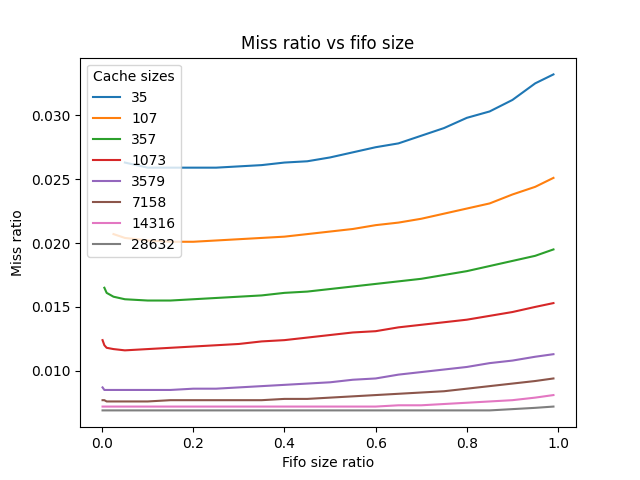 Miss ratio vs fifo size
Cache sizes
35
107
357
1073
3579
7158
14316
28632
0.030
0.025
0.020
0.015
0.010
Miss ratio
0.0 0.2 0.4 0.6 0.8 1.0
Fifo size ratio